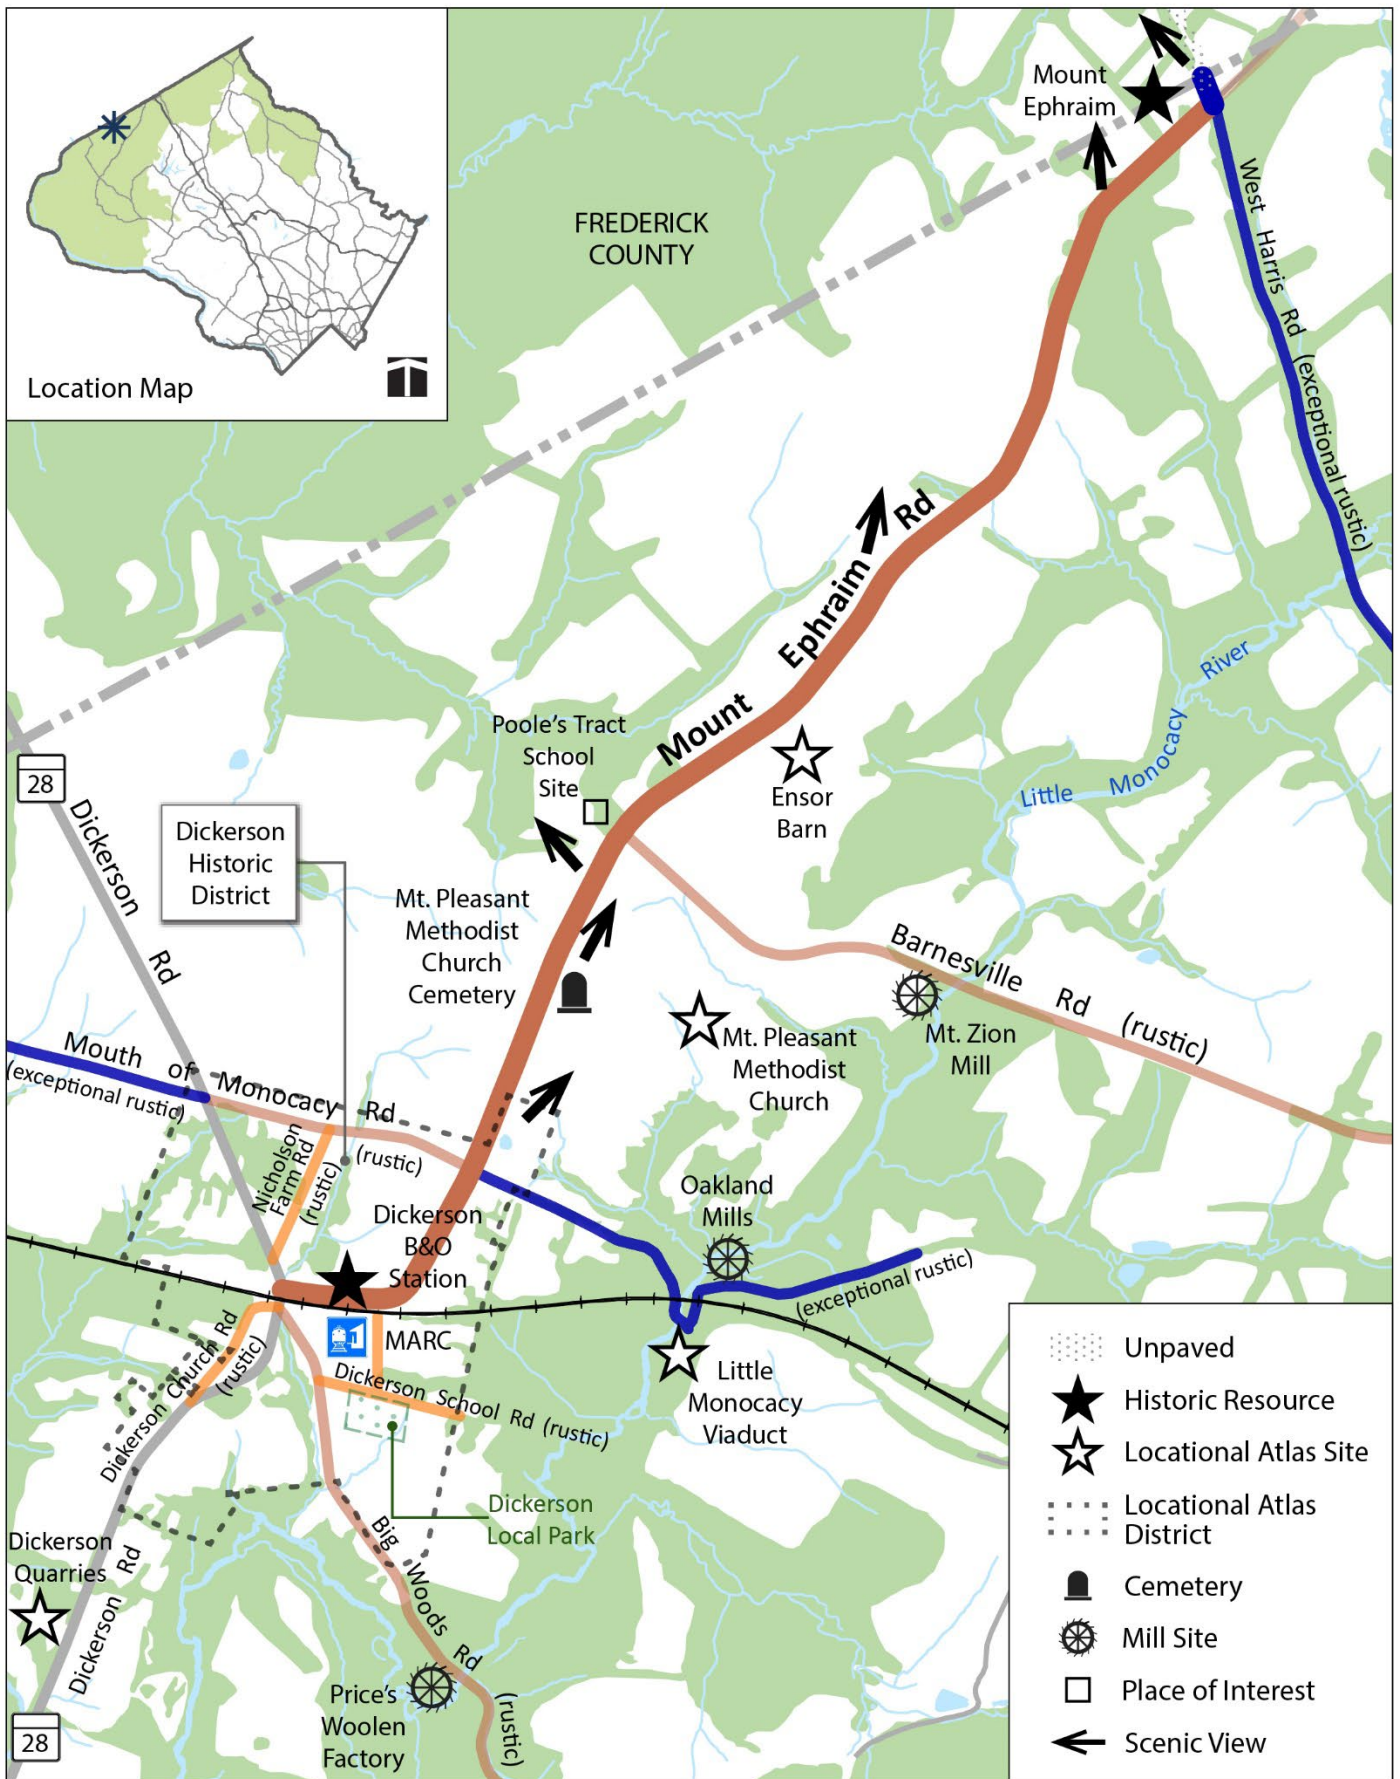 Location Map
Mount
Ephraim
FREDERICK
COUNTY
West Harris Rd (exceptional rustic)
Mount Ephraim Rd
River
Little Monocacy
Poole's Tract
School
Site
Ensor
Barn
28
Dickerson Rd
Dickerson
Historic
District
Mt. Pleasant
Methodist
Church
Cemetery
Barnesville Rd (rustic)
Mt. Pleasant
Methodist
Church
Mt. Zion
Mill
Mouth of Monocacy Rd
(exceptional rustic)
(rustic)
Nicholson
Farm Rd
(rustic)
Dickerson
B&O
Station
Oakland
Mills
(exceptional rustic)
MARC
Dickerson Church Rd
(rustic)
Dickerson School Rd (rustic)
Little
Monocacy
Viaduct
Dickerson
Local Park
Big Woods Rd (rustic)
Dickerson
Quarries
Dickerson Rd
28
Price's
Woolen
Factory
Unpaved
Historic Resource
Locational Atlas Site
Locational Atlas
District
Cemetery
Mill Site
Place of Interest
Scenic View